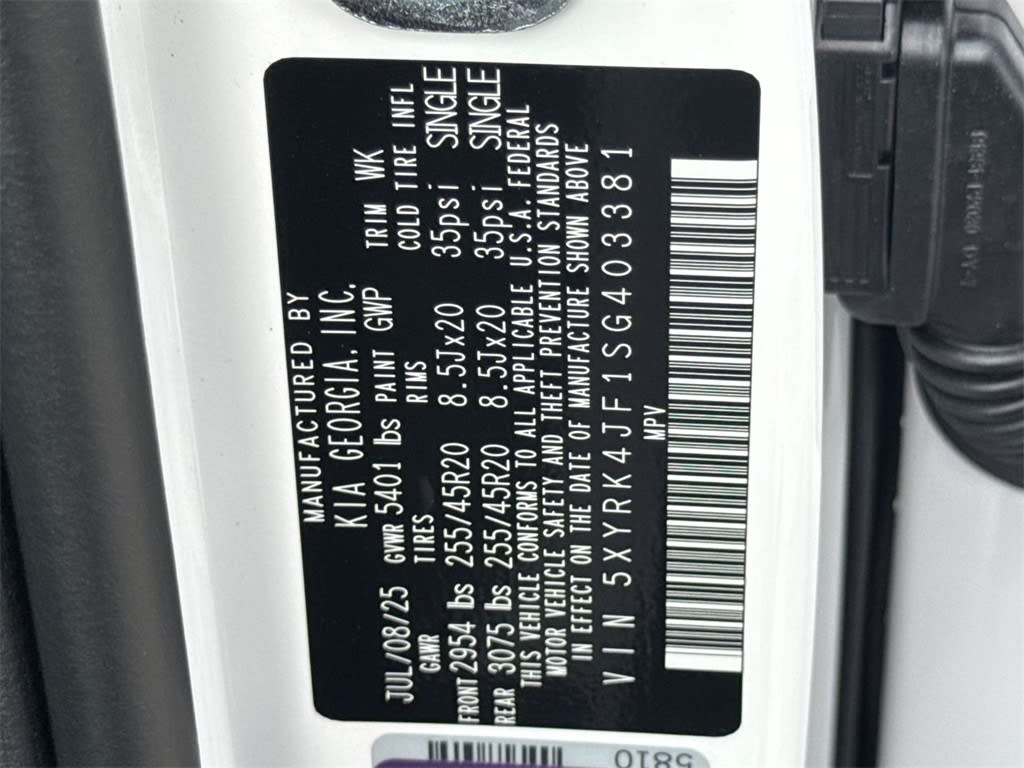 MANUFACTURED BY
KIA GEORGIA, INC.
JUL/08/25 GVWR 5401 lbs PAINT GWP TRIM WK
GAWR TIRES RIMS COLD TIRE INFL
FRONT 2954 lbs 255/45R20 8.5Jx20 35psi SINGLE
REAR 3075 lbs 255/45R20 8.5Jx20 35psi SINGLE
THIS VEHICLE CONFORMS TO ALL APPLICABLE U.S.A. FEDERAL
MOTOR VEHICLE SAFETY AND THEFT PREVENTION STANDARDS
IN EFFECT ON THE DATE OF MANUFACTURE SHOWN ABOVE
VIN 5XYRK4JF1SG403381
MPV
5810